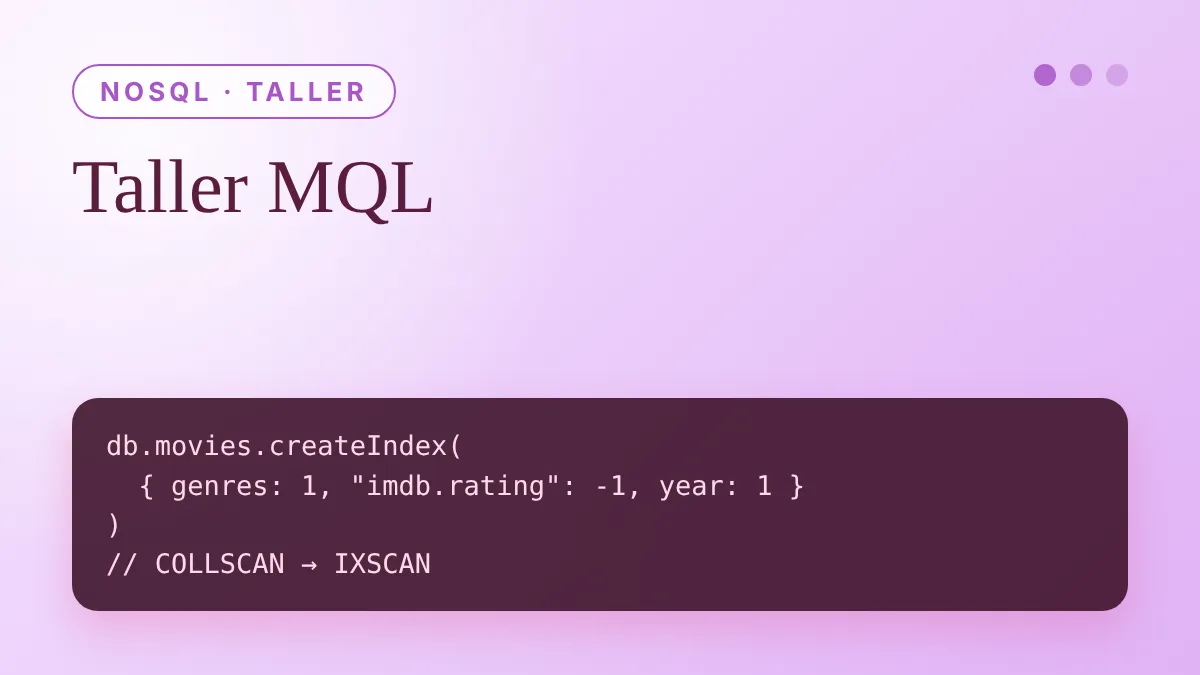 NOSQL · TALLER
Taller MQL
db.movies.createIndex(
  { genres: 1, "imdb.rating": -1, year: 1 }
)
// COLLSCAN → IXSCAN